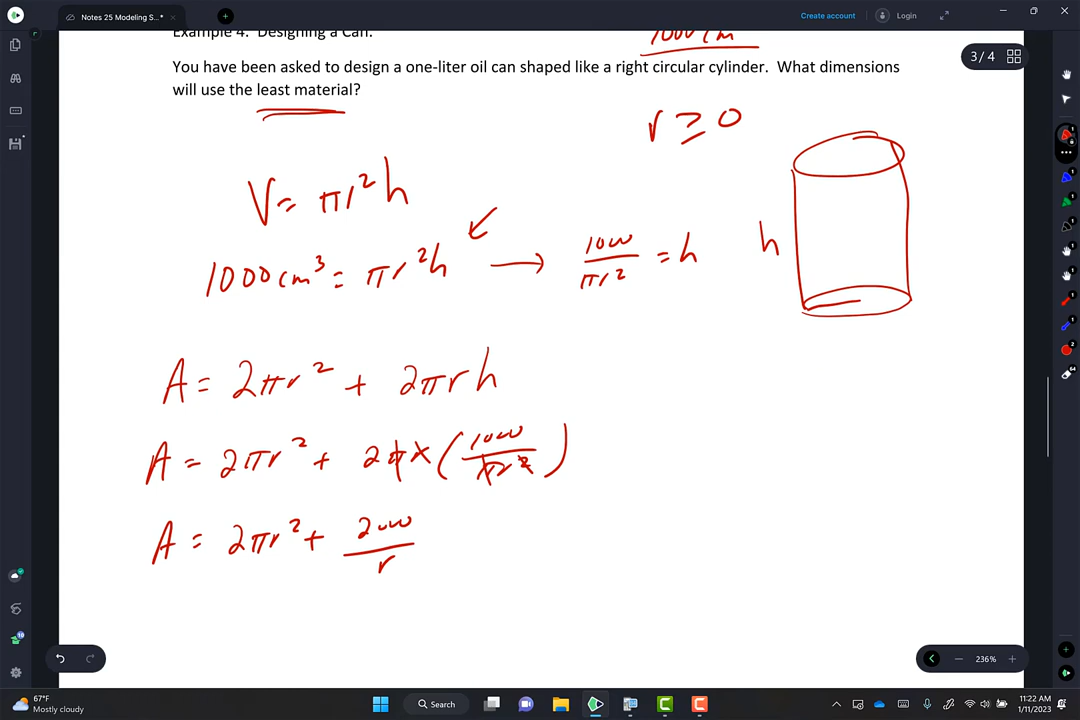 Notes 25 Modeling S...*
Create account
Login
3/4
Example 4. Designing a Can.
1000 cm
You have been asked to design a one-liter oil can shaped like a right circular cylinder. What dimensions
will use the least material?
r ≥ 0
V = πr²h
1000cm³ = πr²h → 1000/πr² = h
h
A = 2πr² + 2πrh
A = 2πr² + 2πr(1000/πr²)
A = 2πr² + 2000/r
236%
67°F
Mostly cloudy
Search
11:22 AM
1/11/2023